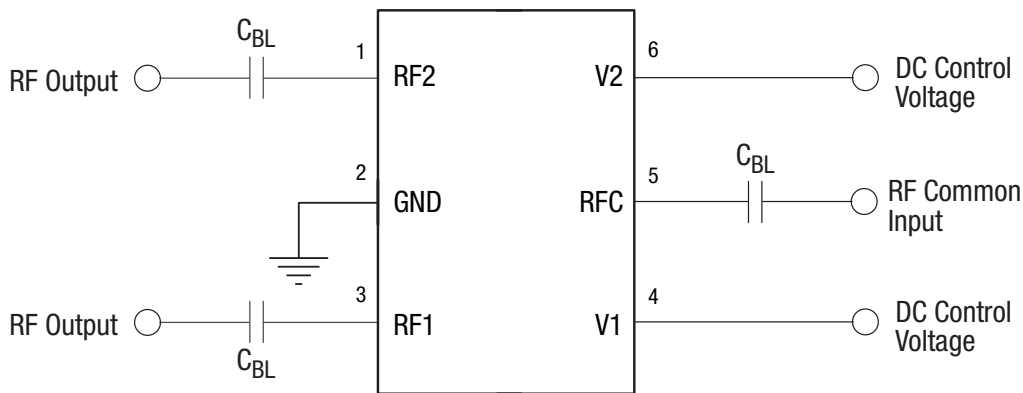 C_BL
1
RF Output
RF2
2
GND
3
RF Output
RF1
C_BL
6
V2
DC Control
Voltage
C_BL
5
RFC
RF Common
Input
4
V1
DC Control
Voltage